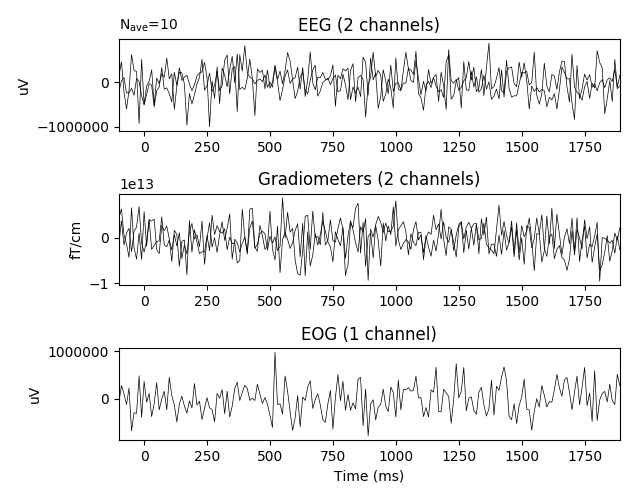 N_ave=10
EEG (2 channels)
uV
0
−1000000
0 250 500 750 1000 1250 1500 1750
1e13
Gradiometers (2 channels)
fT/cm
0
−1
0 250 500 750 1000 1250 1500 1750
EOG (1 channel)
1000000
uV
0
0 250 500 750 1000 1250 1500 1750
Time (ms)